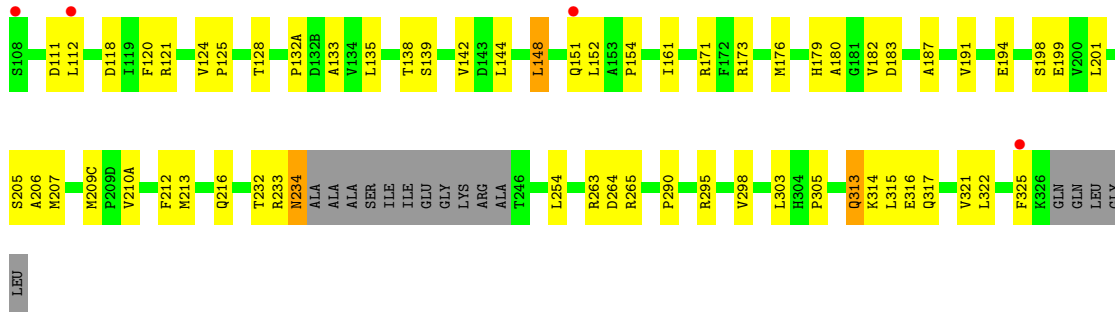 S108 D111 L112 D118 I119 F120 R121 V124 P125 T128 P132A D132B A133 V134 L135 T138 S139 V142 D143 L144 L148 Q151 L152 A153 P154 I161 R171 F172 R173 M176 H179 A180 G181 V182 D183 A187 V191 E194 S198 E199 V200 L201
S205 A206 M207 M209C P209D V210A F212 M213 Q216 T232 R233 N234 ALA ALA ALA SER ILE ILE GLU GLY LYS ARG ALA T246 L254 R263 D264 R265 P290 R295 V298 L303 H304 P305 Q313 K314 L315 E316 Q317 V321 L322 F325 K326 GLN GLN LEU GLY
LEU